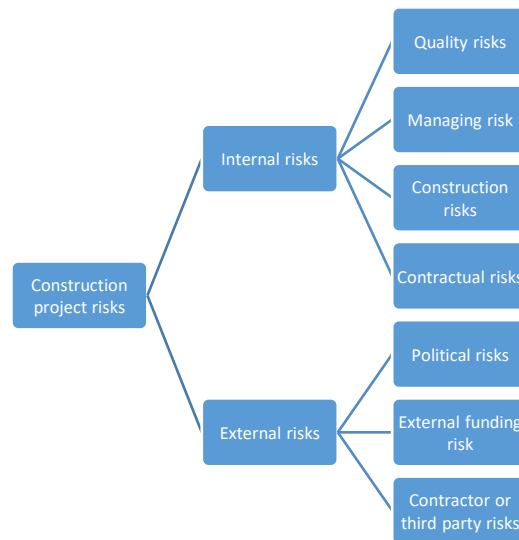 Quality risks
Managing risk
Internal risks
Construction
risks
Contractual risks
Construction
project risks
Political risks
External risks
External funding
risk
Contractor or
third party risks